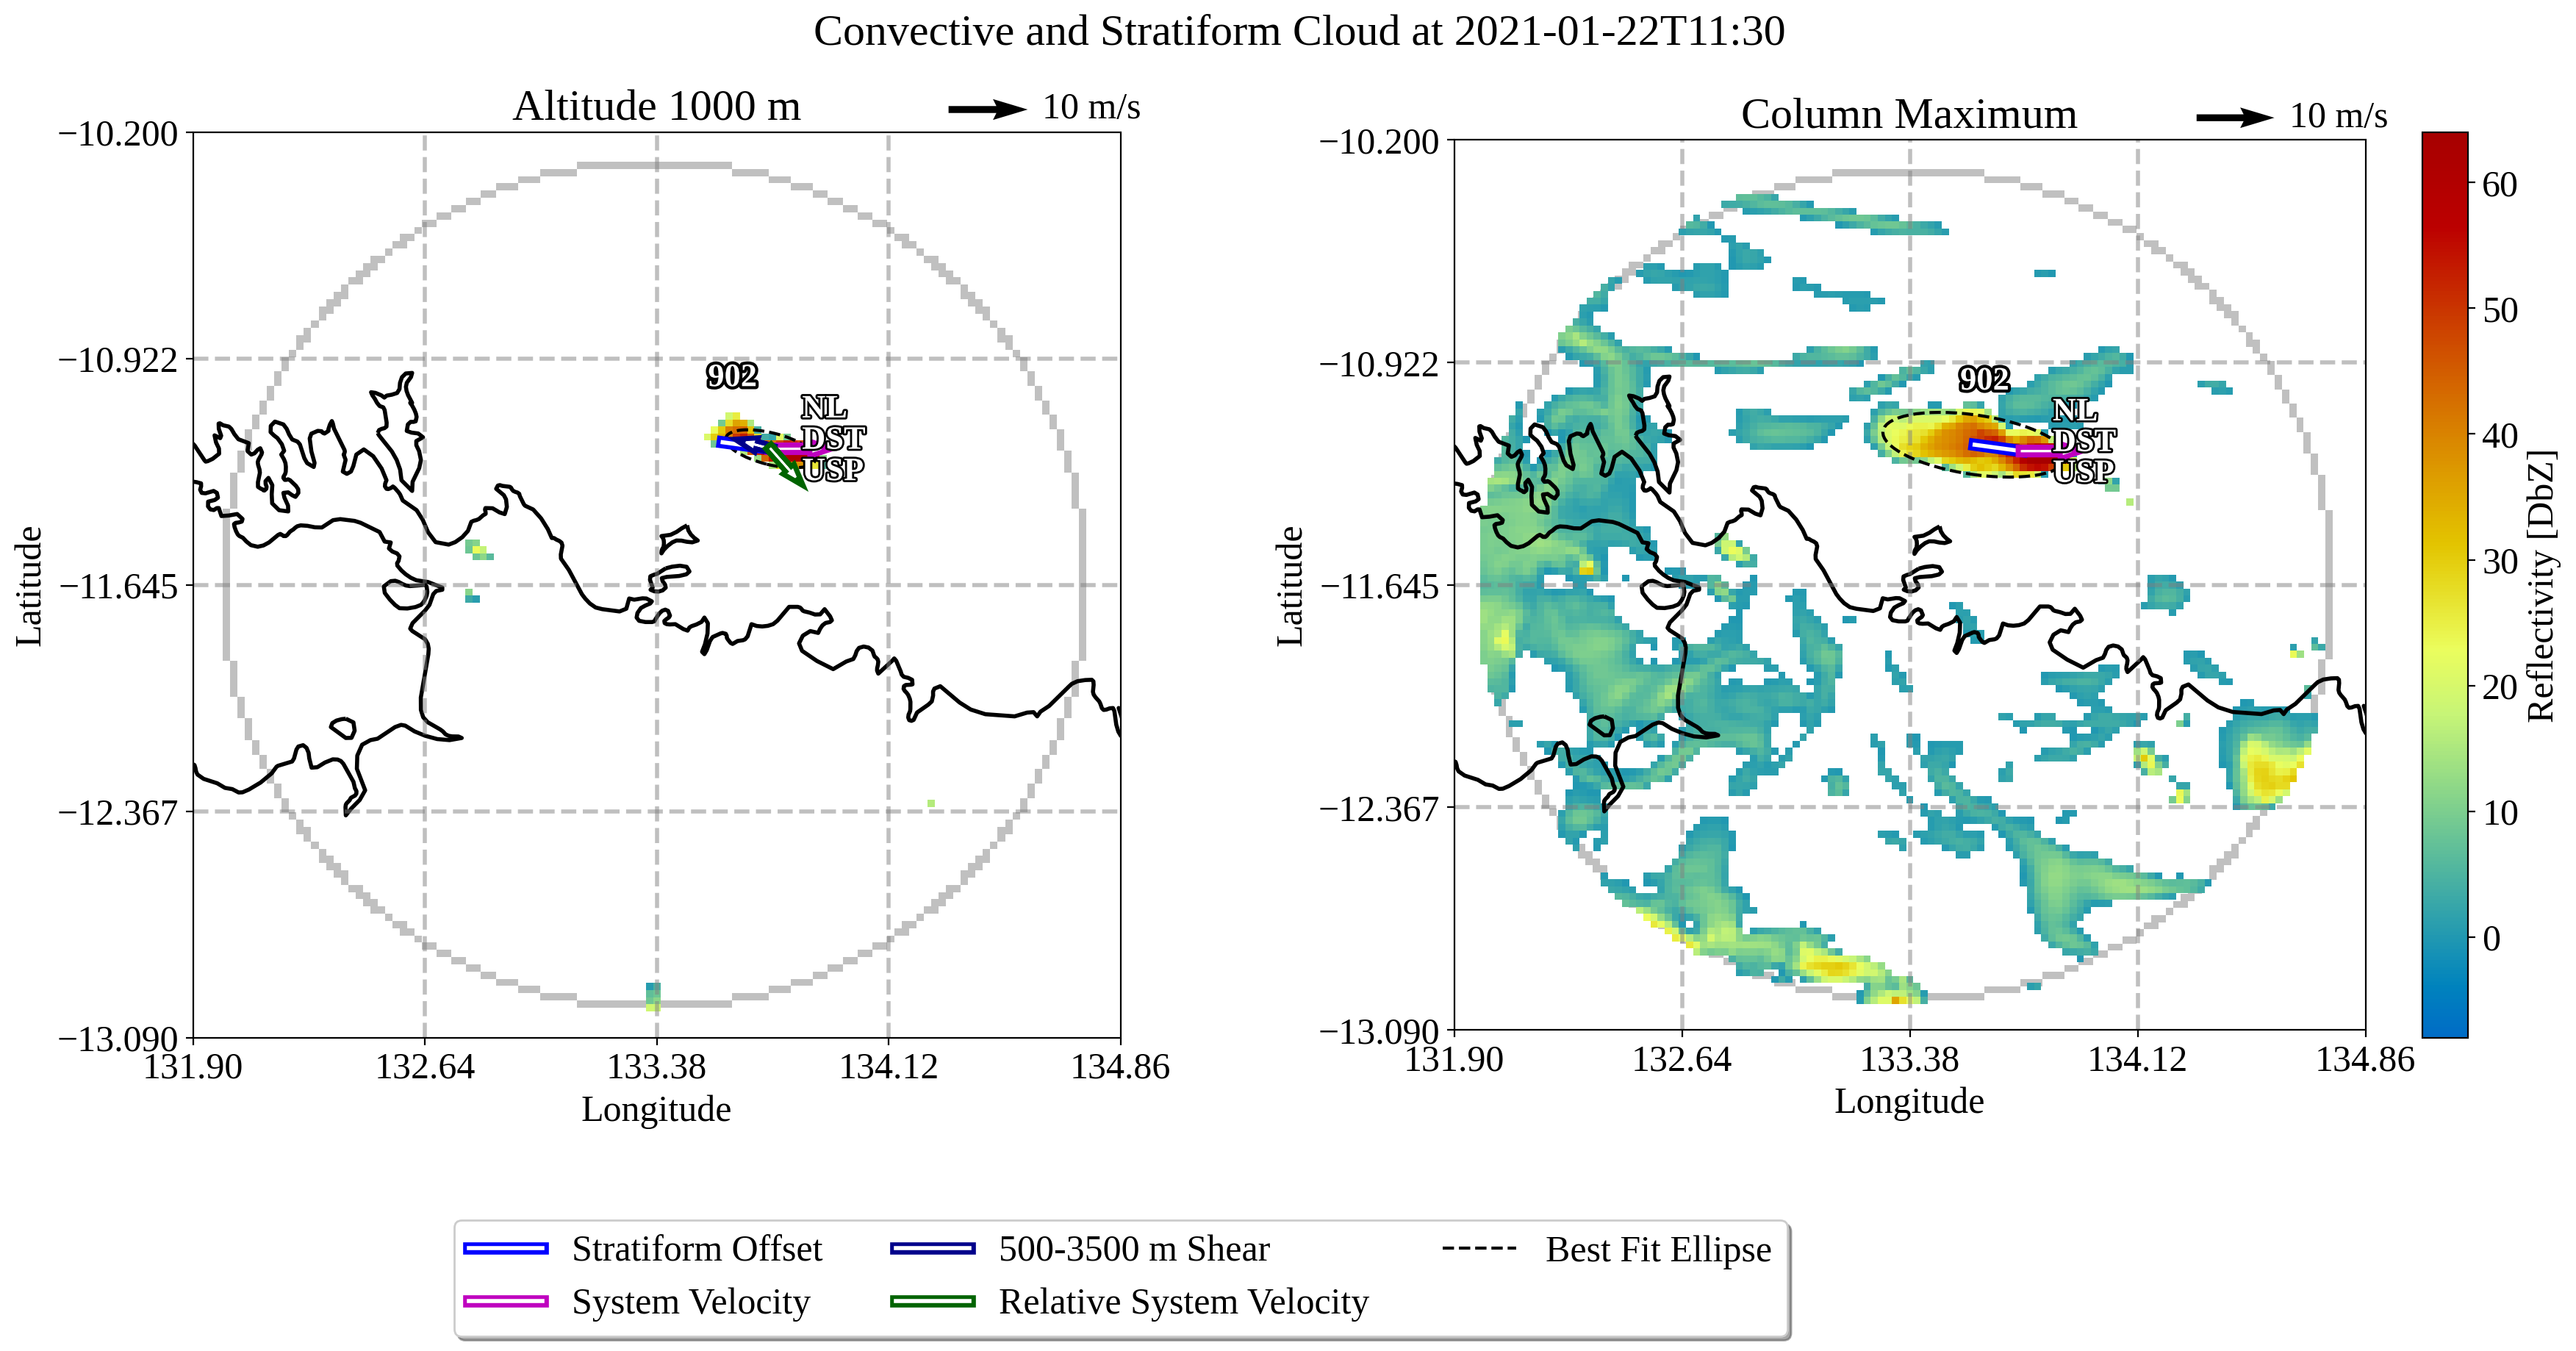 Convective and Stratiform Cloud at 2021-01-22T11:30
Altitude 1000 m
10 m/s
−10.200
−10.922
−11.645
−12.367
−13.090
Latitude
131.90
132.64
133.38
134.12
134.86
Longitude
902
NL
DST
USP
Column Maximum
10 m/s
−10.200
−10.922
−11.645
−12.367
−13.090
Latitude
131.90
132.64
133.38
134.12
134.86
Longitude
902
NL
DST
USP
60
50
40
30
20
10
0
Reflectivity [DbZ]
Stratiform Offset
System Velocity
500-3500 m Shear
Relative System Velocity
Best Fit Ellipse